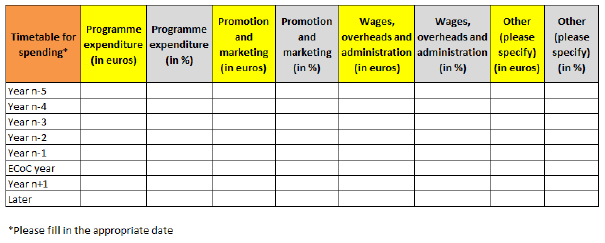 Timetable for spending* | Programme expenditure (in euros) | Programme expenditure (in %) | Promotion and marketing (in euros) | Promotion and marketing (in %) | Wages, overheads and administration (in euros) | Wages, overheads and administration (in %) | Other (please specify) (in euros) | Other (please specify) (in %)
Year n-5
Year n-4
Year n-3
Year n-2
Year n-1
ECoC year
Year n+1
Later
*Please fill in the appropriate date